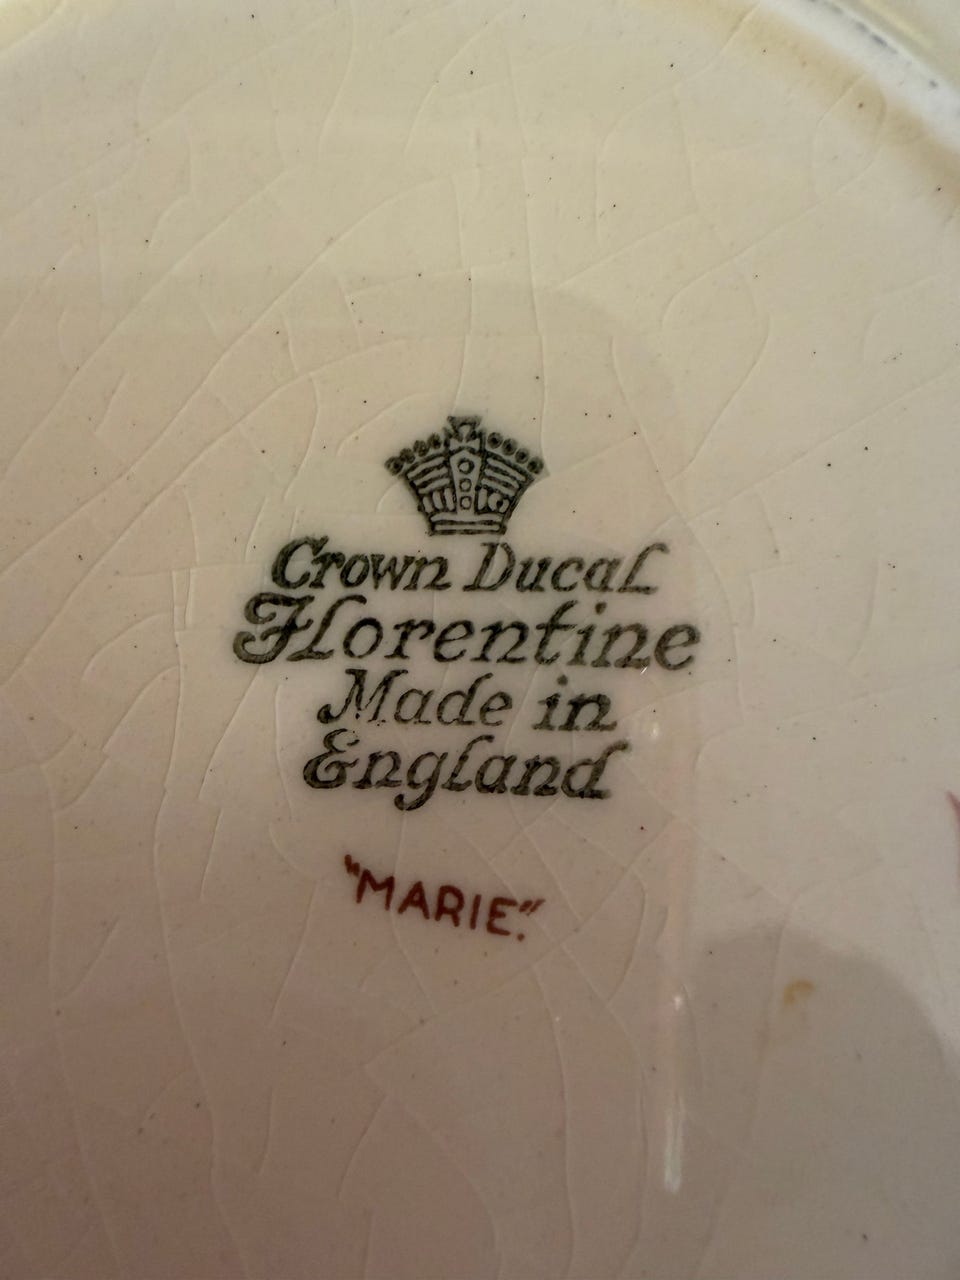 Crown Ducal
Florentine
Made in
England
"MARIE."